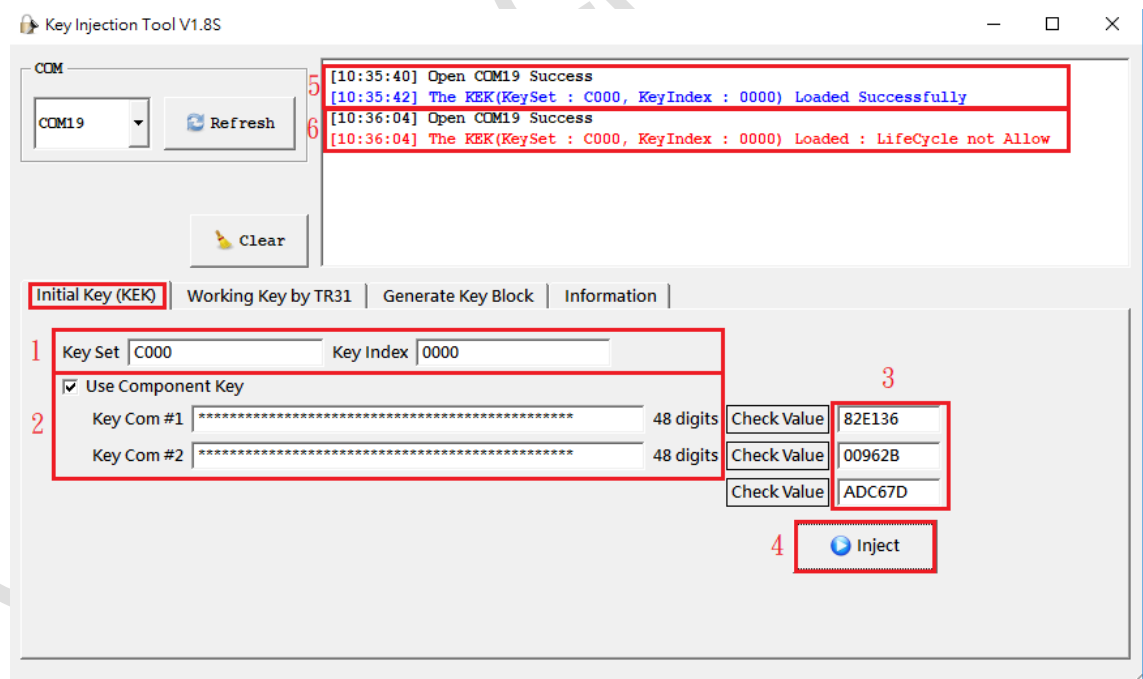 Key Injection Tool V1.8S
COM
COM19
Refresh
Clear
5
[10:35:40] Open COM19 Success
[10:35:42] The KEK(KeySet : C000, KeyIndex : 0000) Loaded Successfully
6
[10:36:04] Open COM19 Success
[10:36:04] The KEK(KeySet : C000, KeyIndex : 0000) Loaded : LifeCycle not Allow
Initial Key (KEK) Working Key by TR31 Generate Key Block Information
1 Key Set C000 Key Index 0000
2 Use Component Key 3
Key Com #1 ************************************************ 48 digits Check Value 82E136
Key Com #2 ************************************************ 48 digits Check Value 00962B
Check Value ADC67D
4 Inject